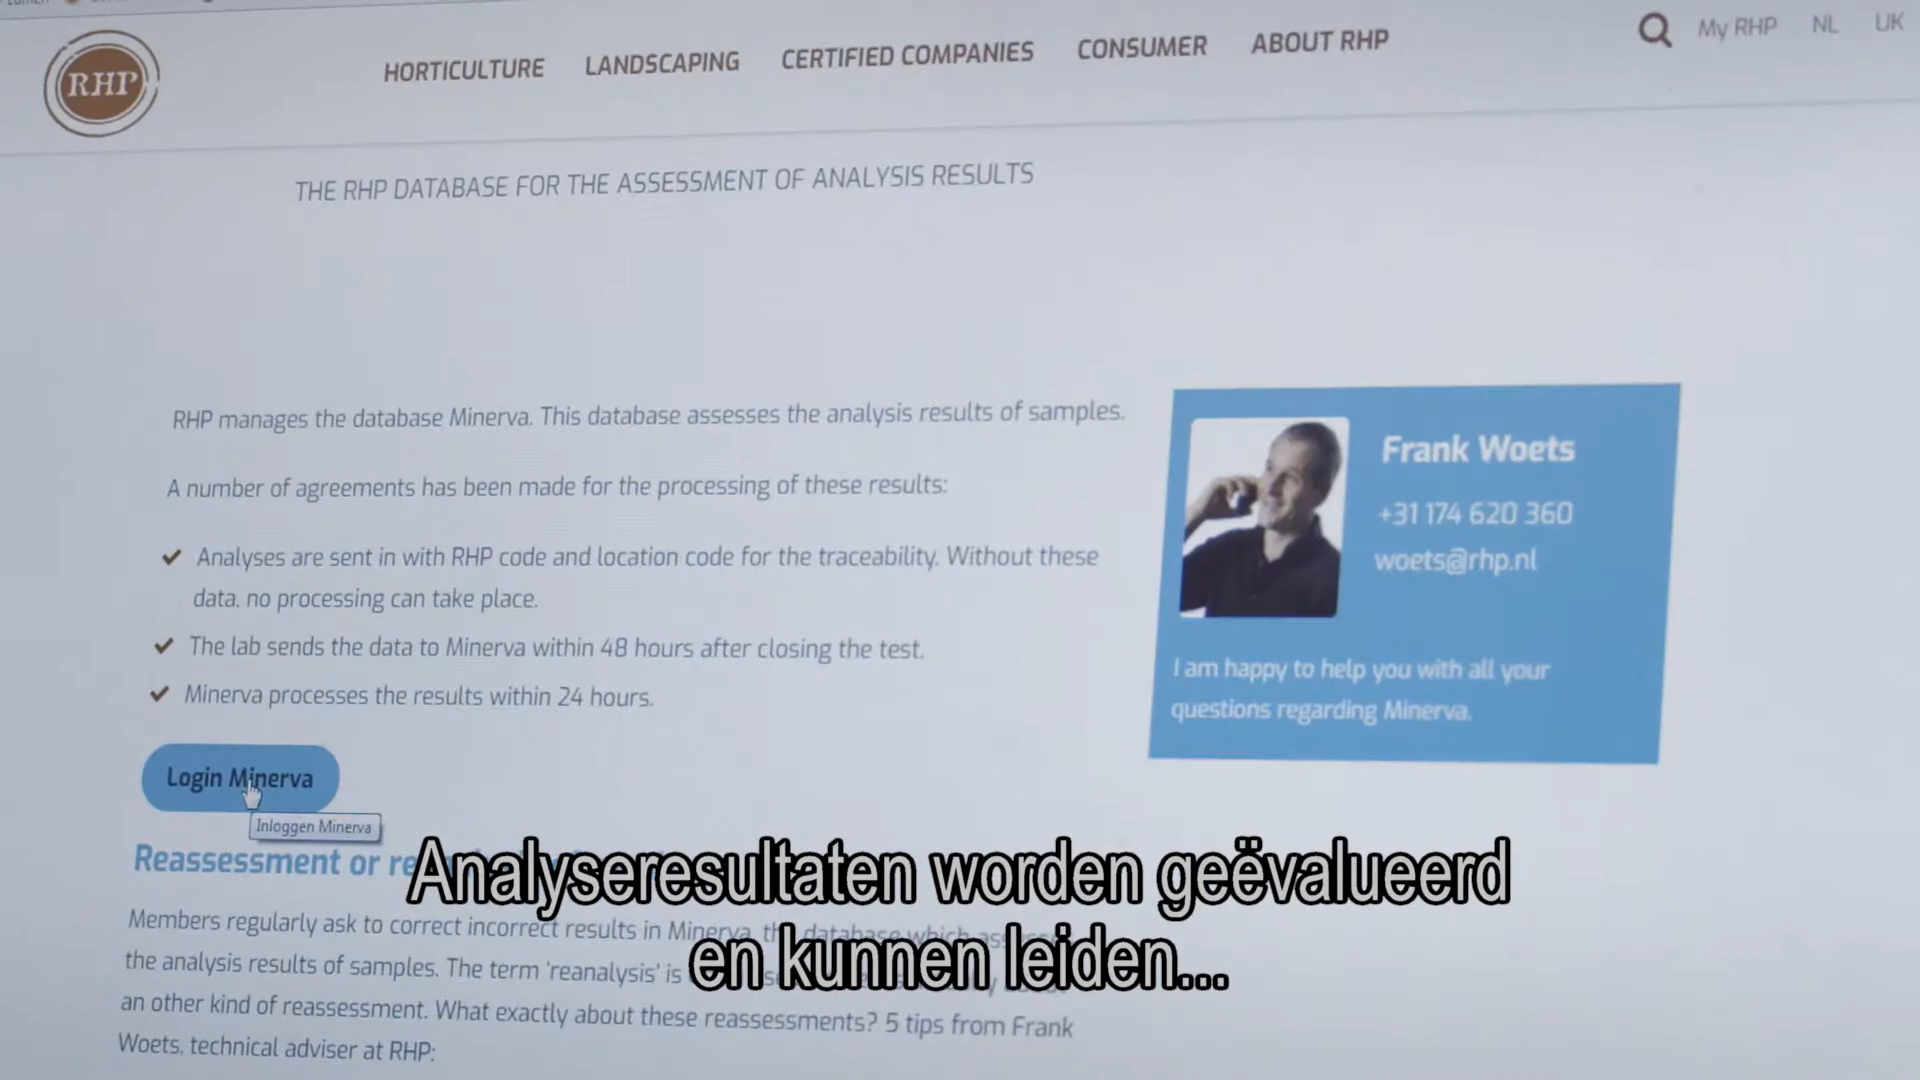 RHP
HORTICULTURE
LANDSCAPING
CERTIFIED COMPANIES
CONSUMER
ABOUT RHP
My RHP
NL
UK
THE RHP DATABASE FOR THE ASSESSMENT OF ANALYSIS RESULTS
RHP manages the database Minerva. This database assesses the analysis results of samples.
A number of agreements has been made for the processing of these results:
Analyses are sent in with RHP code and location code for the traceability. Without these
data, no processing can take place.
The lab sends the data to Minerva within 48 hours after closing the test.
Minerva processes the results within 24 hours.
Frank Woets
+31 174 620 360
woets@rhp.nl
I am happy to help you with all your
questions regarding Minerva.
Login Minerva
Inloggen Minerva
Reassessment or
Members regularly ask to correct incorrect results in Minerva, the database which
the analysis results of samples. The term 'reanalysis' is
an other kind of reassessment. What exactly about these reassessments? 5 tips from Frank
Woets, technical adviser at RHP:
Analyseresultaten worden geëvalueerd
en kunnen leiden...